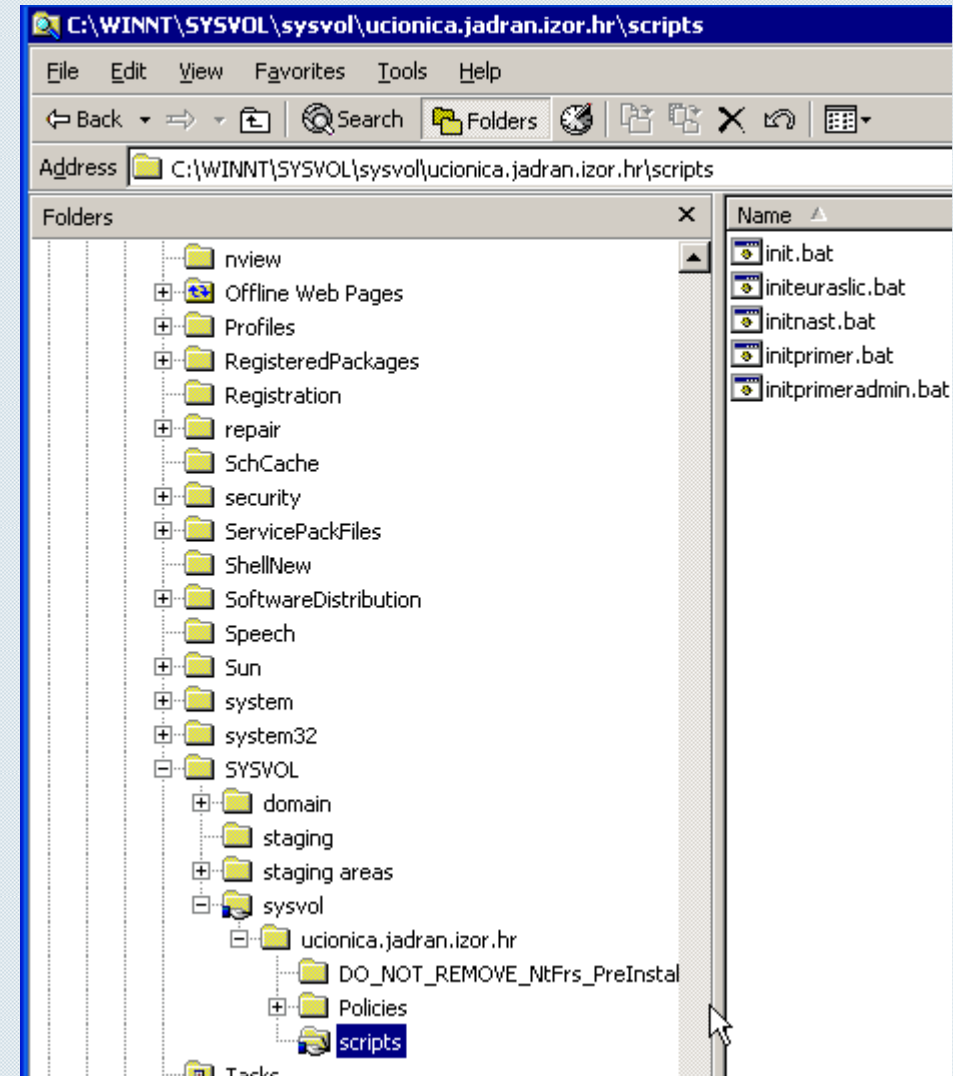 C:\WINNT\SYSVOL\sysvol\ucionica.jadran.izor.hr\scripts
File Edit View Favorites Tools Help
Back Search Folders
Address C:\WINNT\SYSVOL\sysvol\ucionica.jadran.izor.hr\scripts
Folders
nview
Offline Web Pages
Profiles
RegisteredPackages
Registration
repair
SchCache
security
ServicePackFiles
ShellNew
SoftwareDistribution
Speech
Sun
system
system32
SYSVOL
domain
staging
staging areas
sysvol
ucionica.jadran.izor.hr
DO_NOT_REMOVE_NtFrs_PreInstal
Policies
scripts
Tasks
Name
init.bat
initeuraslic.bat
initnast.bat
initprimer.bat
initprimeradmin.bat